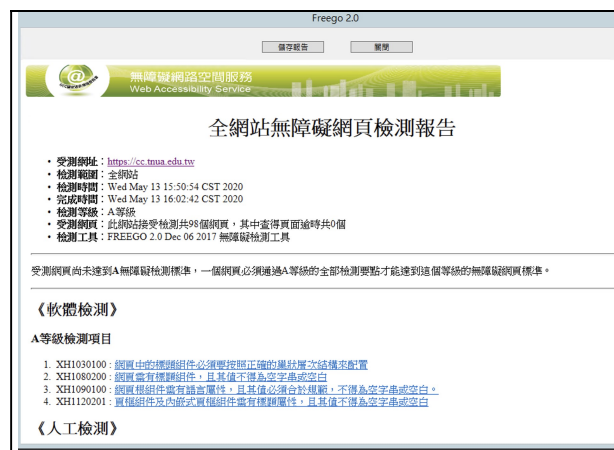 Freego 2.0
儲存報告 關閉
無障礙網路空間服務
Web Accessibility Service
全網站無障礙網頁檢測報告
• 受測網址：https://cc.tnua.edu.tw
• 檢測範圍：全網站
• 檢測時間：Wed May 13 15:50:54 CST 2020
• 完成時間：Wed May 13 16:02:42 CST 2020
• 檢測等級：A等級
• 受測網頁：此網站接受檢測共98個網頁，其中查得頁面逾時共0個
• 檢測工具：FREEGO 2.0 Dec 06 2017 無障礙檢測工具
受測網頁尚未達到A無障礙檢測標準，一個網頁必須通過A等級的全部檢測要點才能達到這個等級的無障礙網頁標準。
《軟體檢測》
A等級檢測項目
1. XH1030100 : 網頁中的標題組件必須要按照正確的巢狀層次結構來配置
2. XH1080200 : 網頁需有標題組件，且其值不得為空字串或空白
3. XH1090100 : 網頁根組件需有語言屬性，且其值必須合於規範，不得為空字串或空白。
4. XH1120201 : 頁框組件及內嵌式頁框組件需有標題屬性，且其值不得為空字串或空白
《人工檢測》